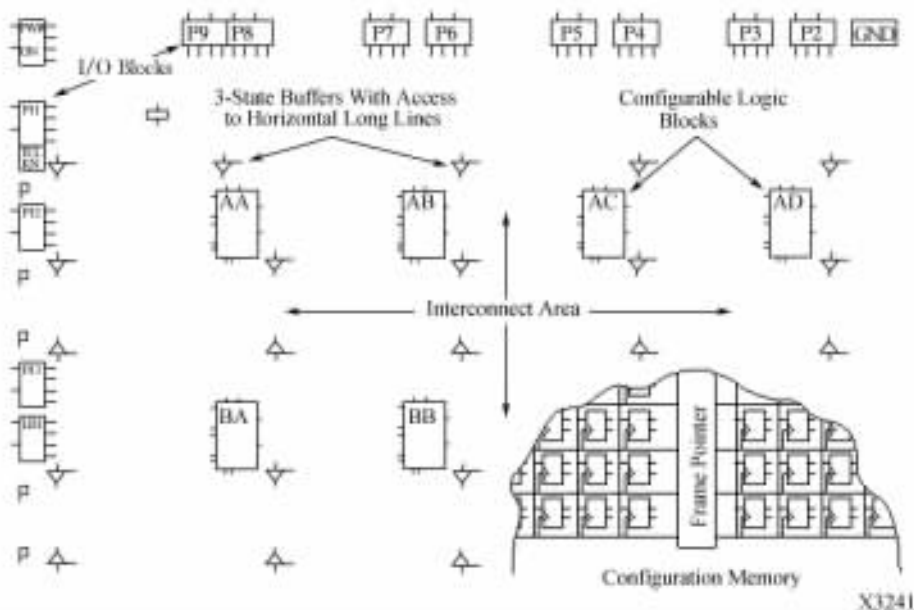 P9 P8 P7 P6 P5 P4 P3 P2 GND
I/O Blocks
3-State Buffers With Access
to Horizontal Long Lines
Configurable Logic
Blocks
P11
AA AB AC AD
Interconnect Area
BA BB
Frame Pointer
Configuration Memory
X3241